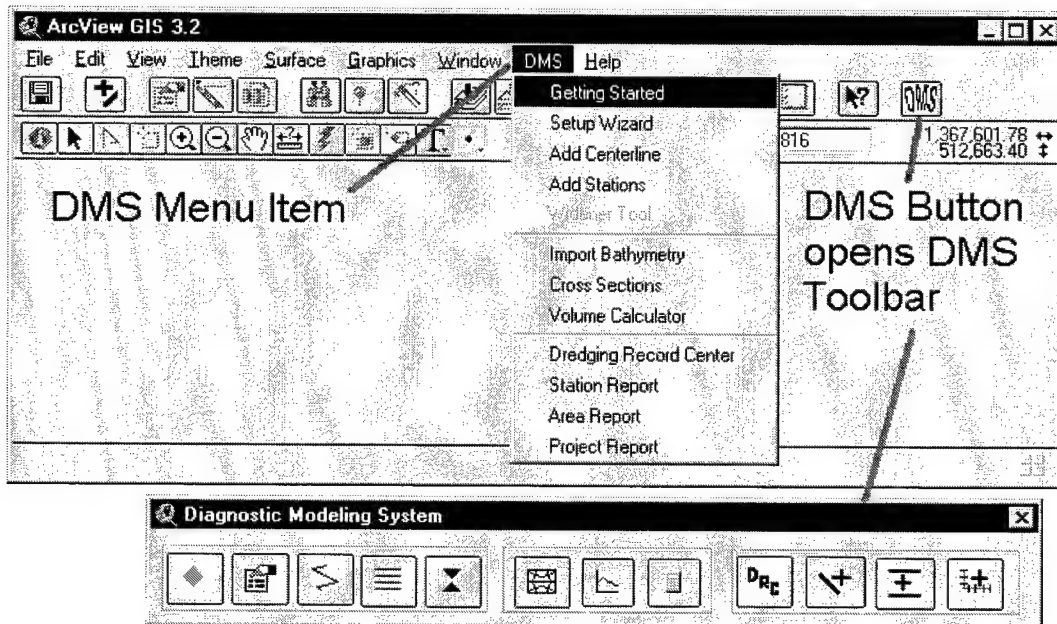 ArcView GIS 3.2
File Edit View Theme Surface Graphics Window DMS Help
Getting Started
Setup Wizard
Add Centerline
Add Stations
Widener Tool
Import Bathymetry
Cross Sections
Volume Calculator
Dredging Record Center
Station Report
Area Report
Project Report
DMS
816
1,367,601.78
512,663.40
DMS Menu Item
DMS Button
opens DMS
Toolbar
Diagnostic Modeling System
DRC